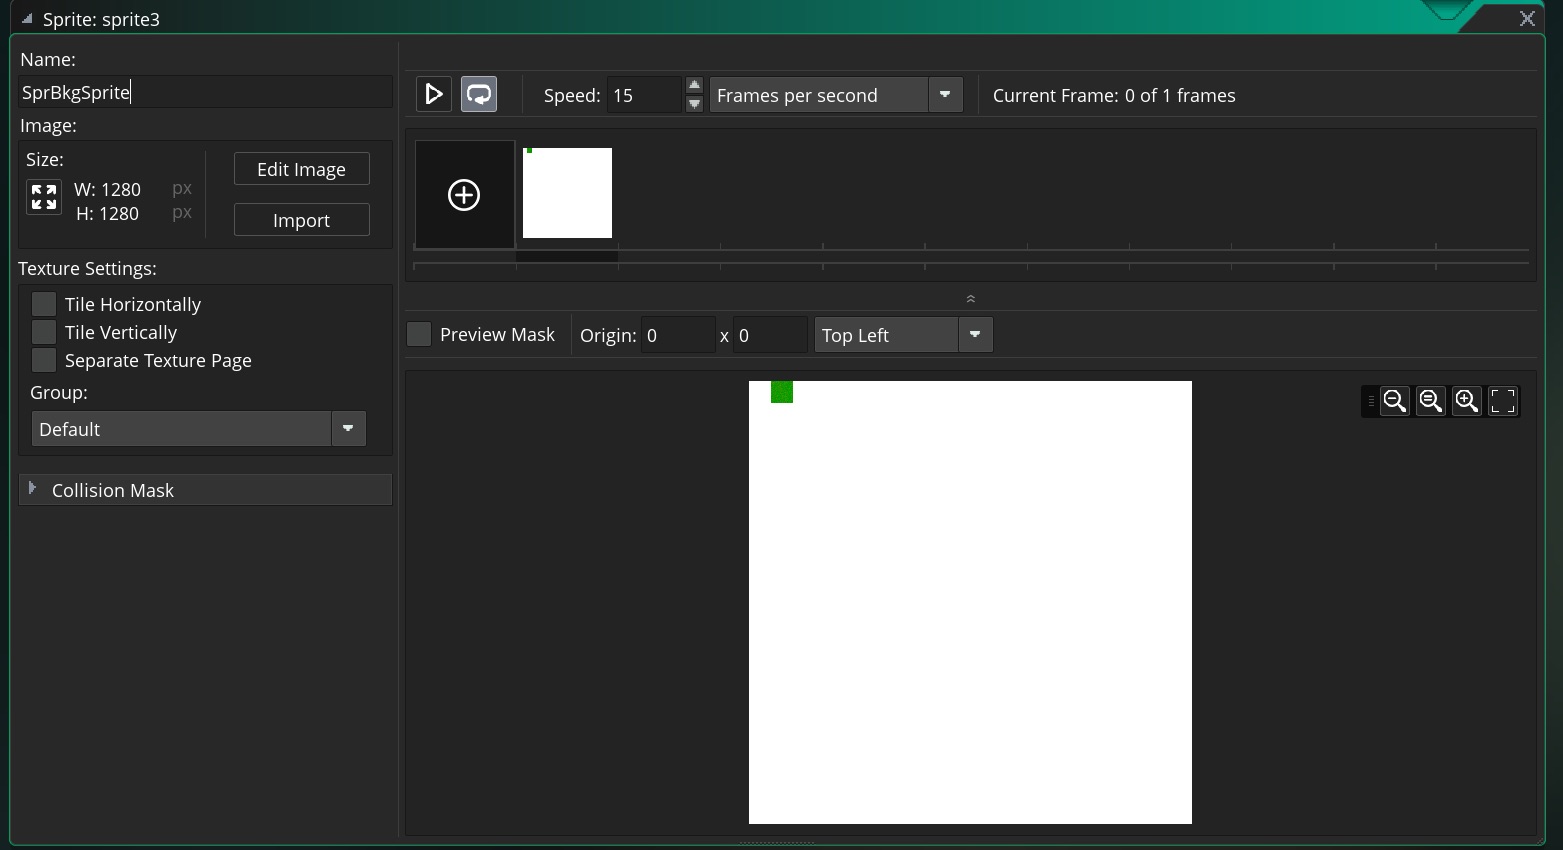 Sprite: sprite3
Name:
SprBkgSprite
Image:
Size:
W: 1280 px
H: 1280 px
Edit Image
Import
Texture Settings:
Tile Horizontally
Tile Vertically
Separate Texture Page
Group:
Default
Collision Mask
Speed: 15 Frames per second Current Frame: 0 of 1 frames
Preview Mask Origin: 0 x 0 Top Left